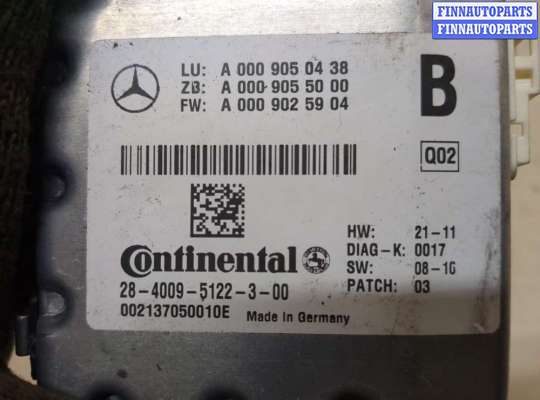 FINNAUTOPARTS
FINNAUTOPARTS
LU: A 000 905 04 38
ZB: A 000 905 50 00
FW: A 000 902 59 04
B
Q02
Continental
HW: 21-11
DIAG-K: 0017
SW: 08-10
PATCH: 03
28-4009-5122-3-00
002137050010E Made in Germany